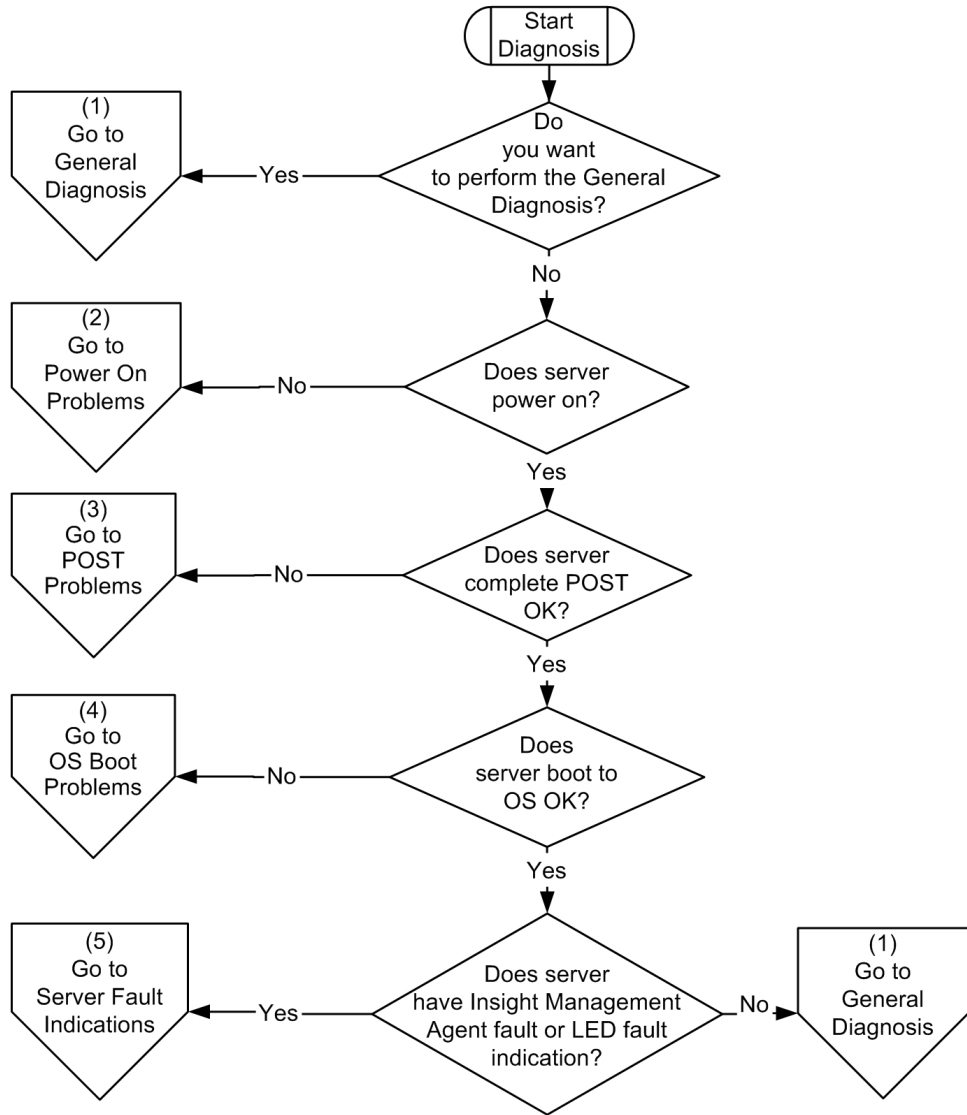 Start
Diagnosis
Do
you want
to perform the General
Diagnosis?
Yes
(1)
Go to
General
Diagnosis
No
Does server
power on?
No
(2)
Go to
Power On
Problems
Yes
Does server
complete POST
OK?
No
(3)
Go to
POST
Problems
Yes
Does
server boot to
OS OK?
No
(4)
Go to
OS Boot
Problems
Yes
Does server
have Insight Management
Agent fault or LED fault
indication?
Yes
(5)
Go to
Server Fault
Indications
No
(1)
Go to
General
Diagnosis